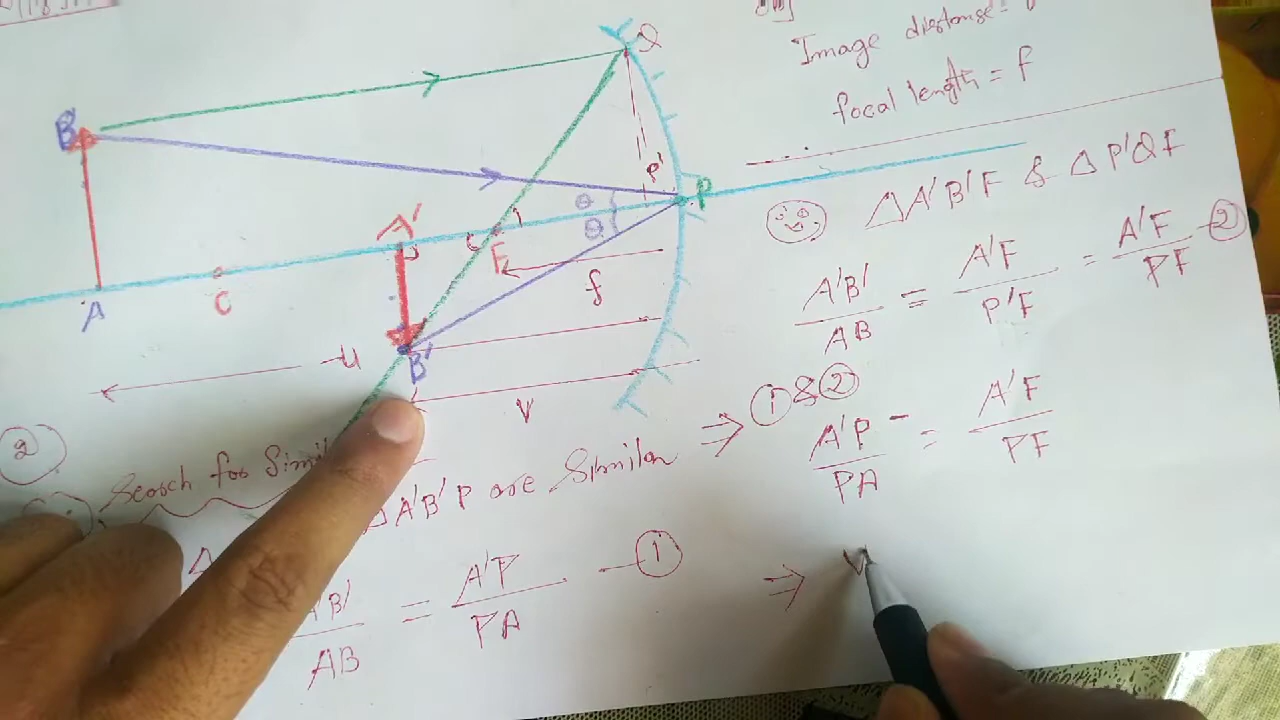 Image distance =
focal length = f
B
Q
P'
P
θ
θ
A'
F
A
C
f
B'
-u
V
Δ A'B'F & Δ P'QF
A'B' / AB = A'F / P'F = A'F / PF - ②
②
Search for Simil
Δ
Δ A'B'P are Similar
⇒ ① & ②
A'P / PA = A'F / PF
B' / AB = A'P / PA - ①
⇒ V